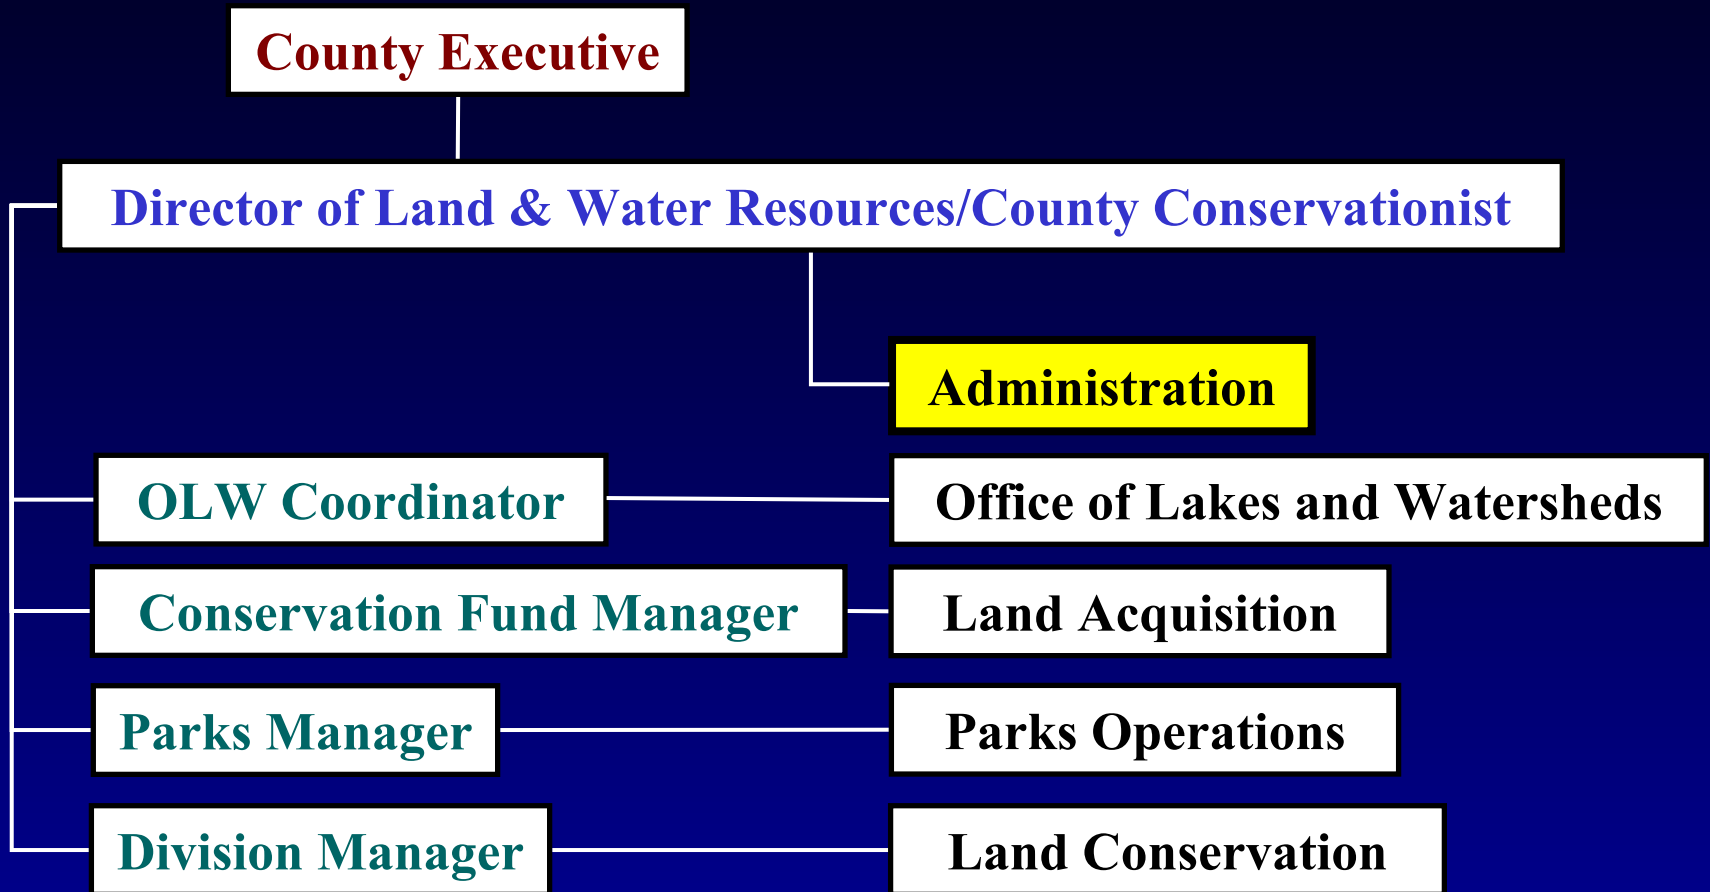 County Executive
Director of Land & Water Resources/County Conservationist
Administration
OLW Coordinator
Office of Lakes and Watersheds
Conservation Fund Manager
Land Acquisition
Parks Manager
Parks Operations
Division Manager
Land Conservation